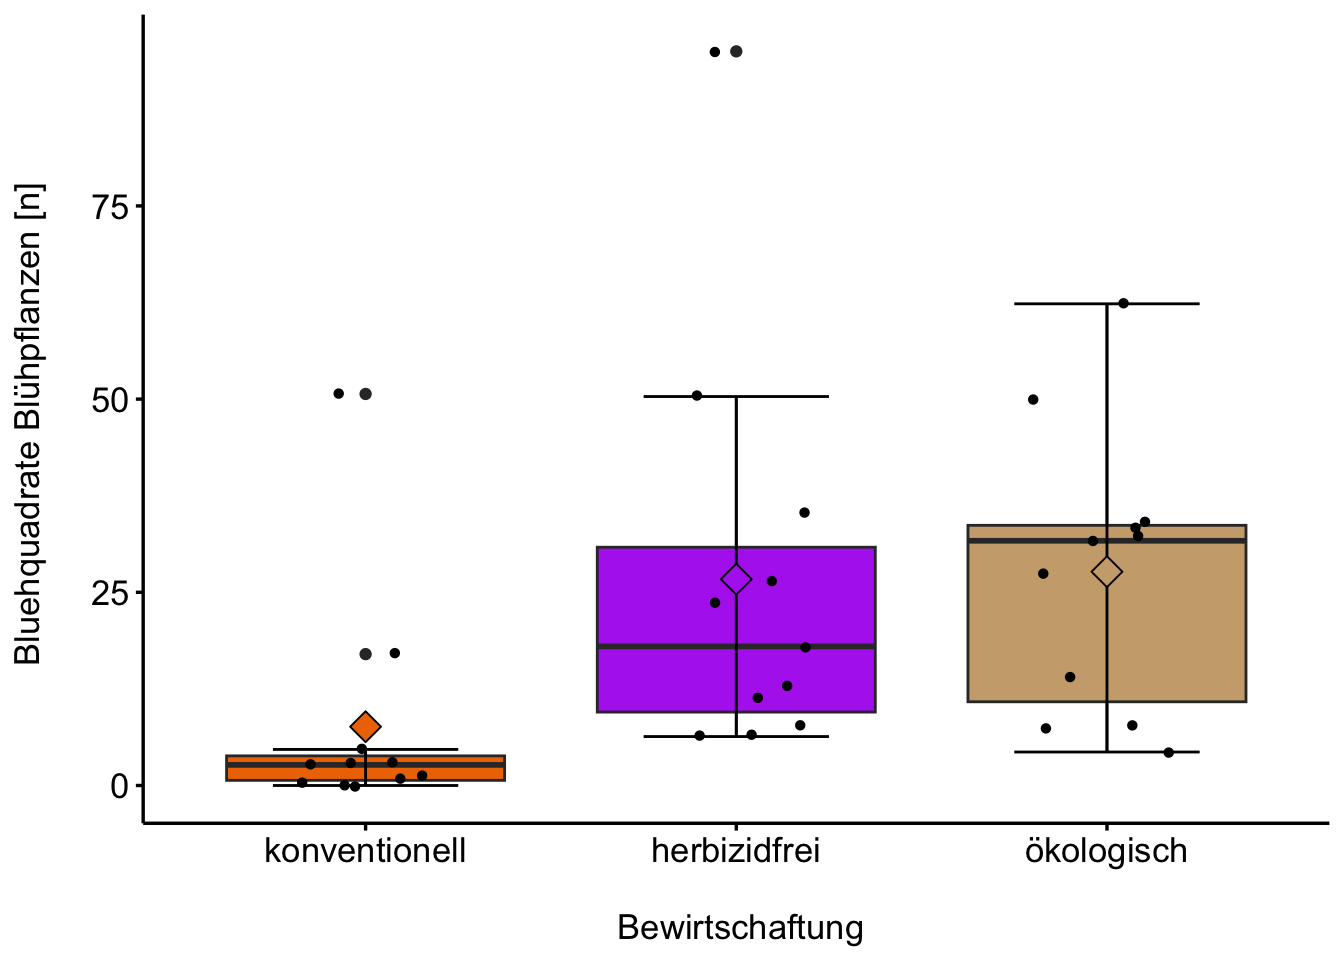 Bluehquadrate Blühpflanzen [n]
75
50
25
0
konventionell herbizidfrei ökologisch
Bewirtschaftung